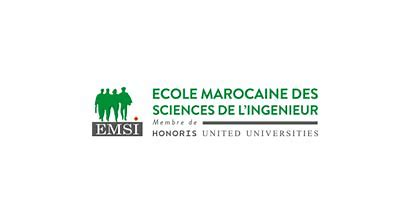 EMSI
ECOLE MAROCAINE DES
SCIENCES DE L'INGENIEUR
Membre de
HONORIS UNITED UNIVERSITIES